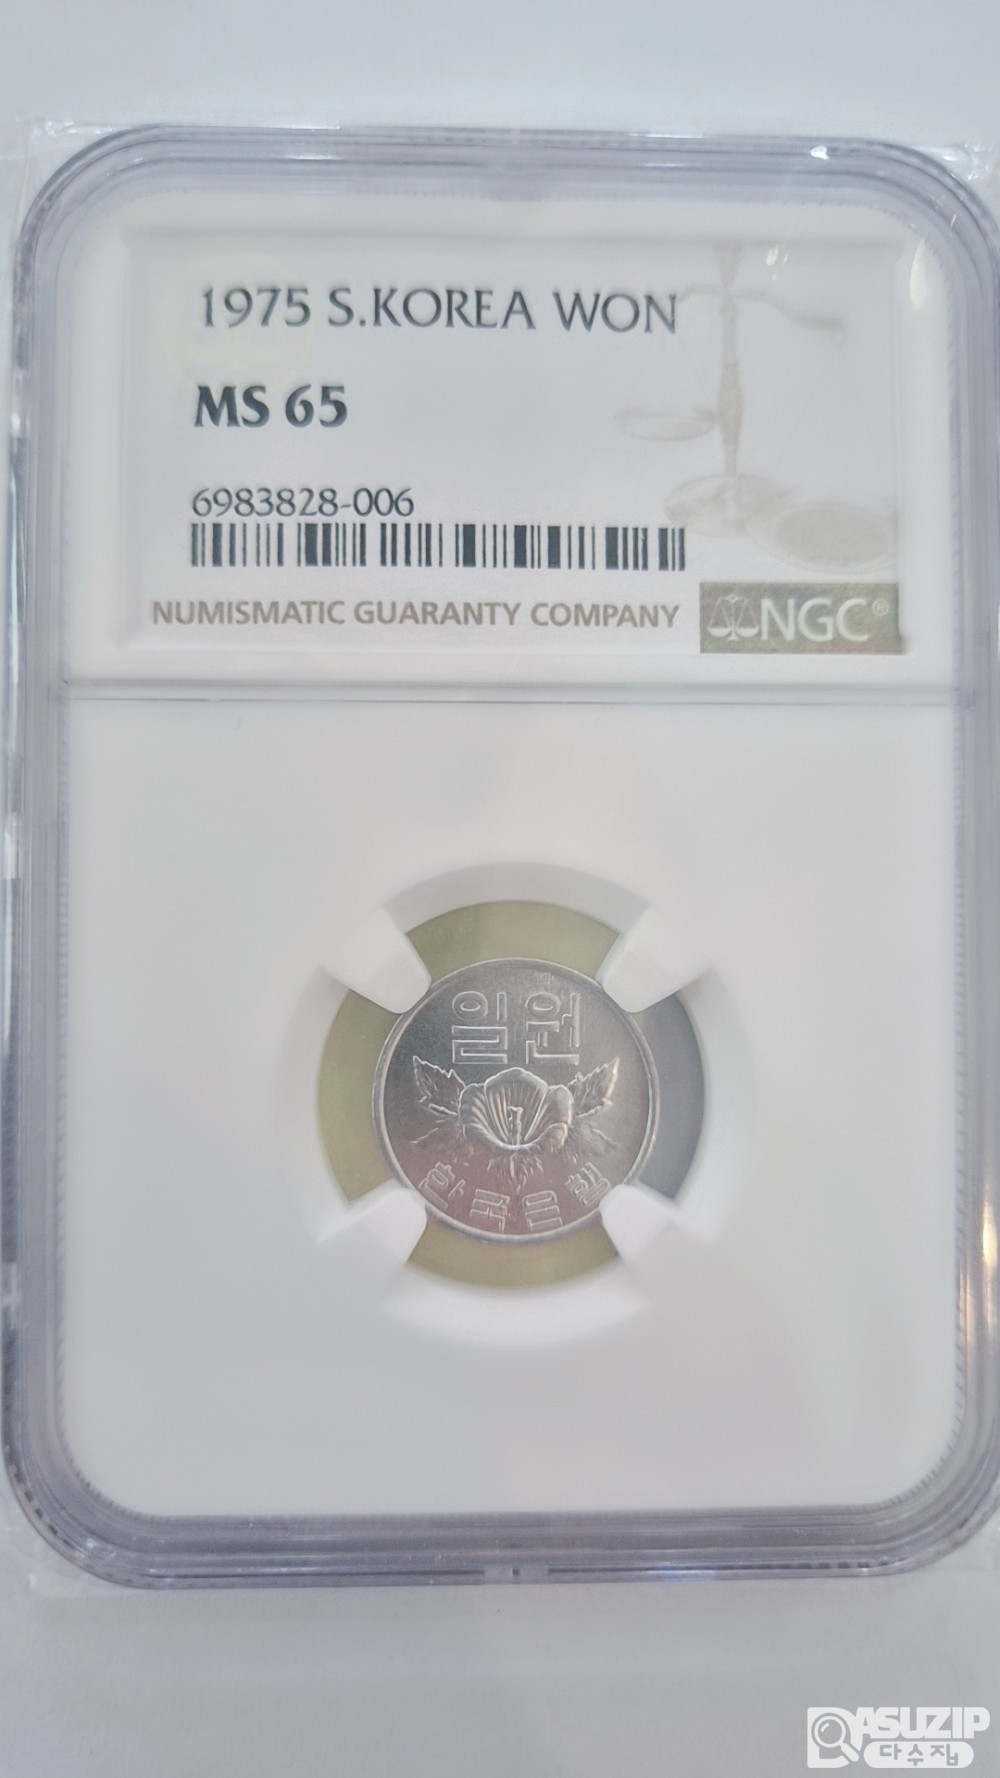 1975 S.KOREA WON
MS 65
6983828-006
NUMISMATIC GUARANTY COMPANY
NGC®
일원
한국은행
DASUZIP
다수집